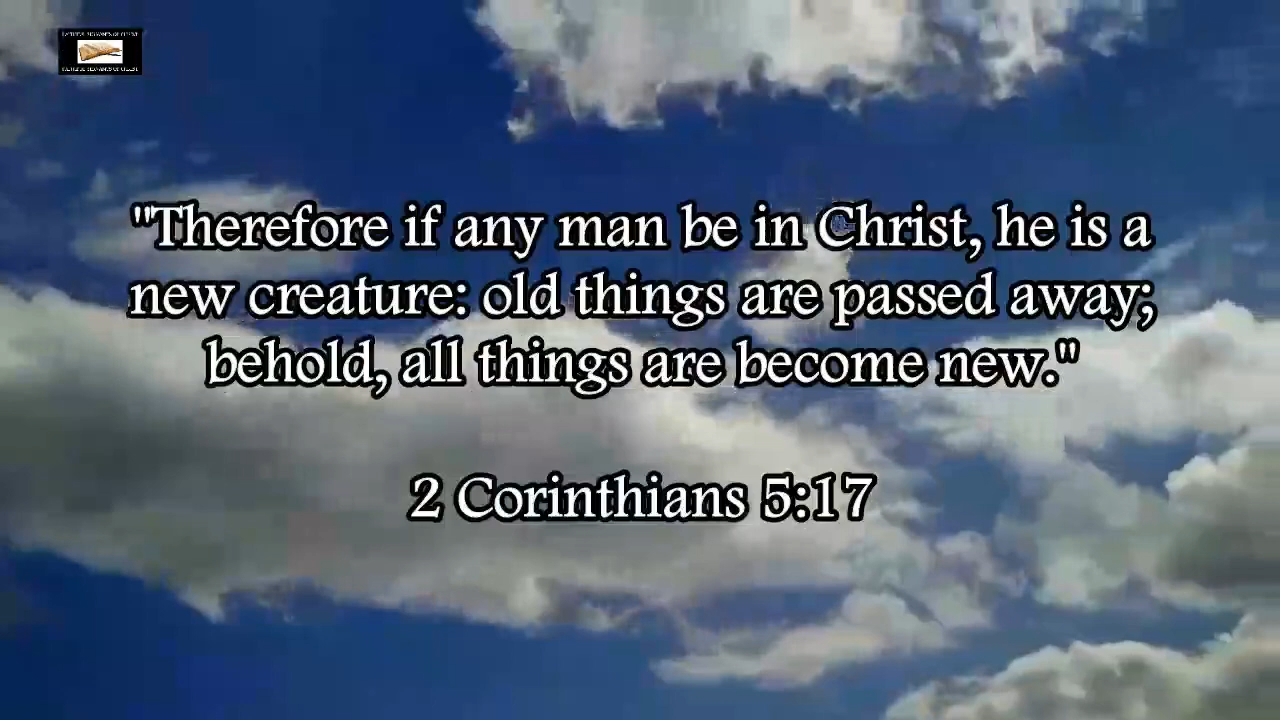 "Therefore if any man be in Christ, he is a
new creature: old things are passed away;
behold, all things are become new."
2 Corinthians 5:17